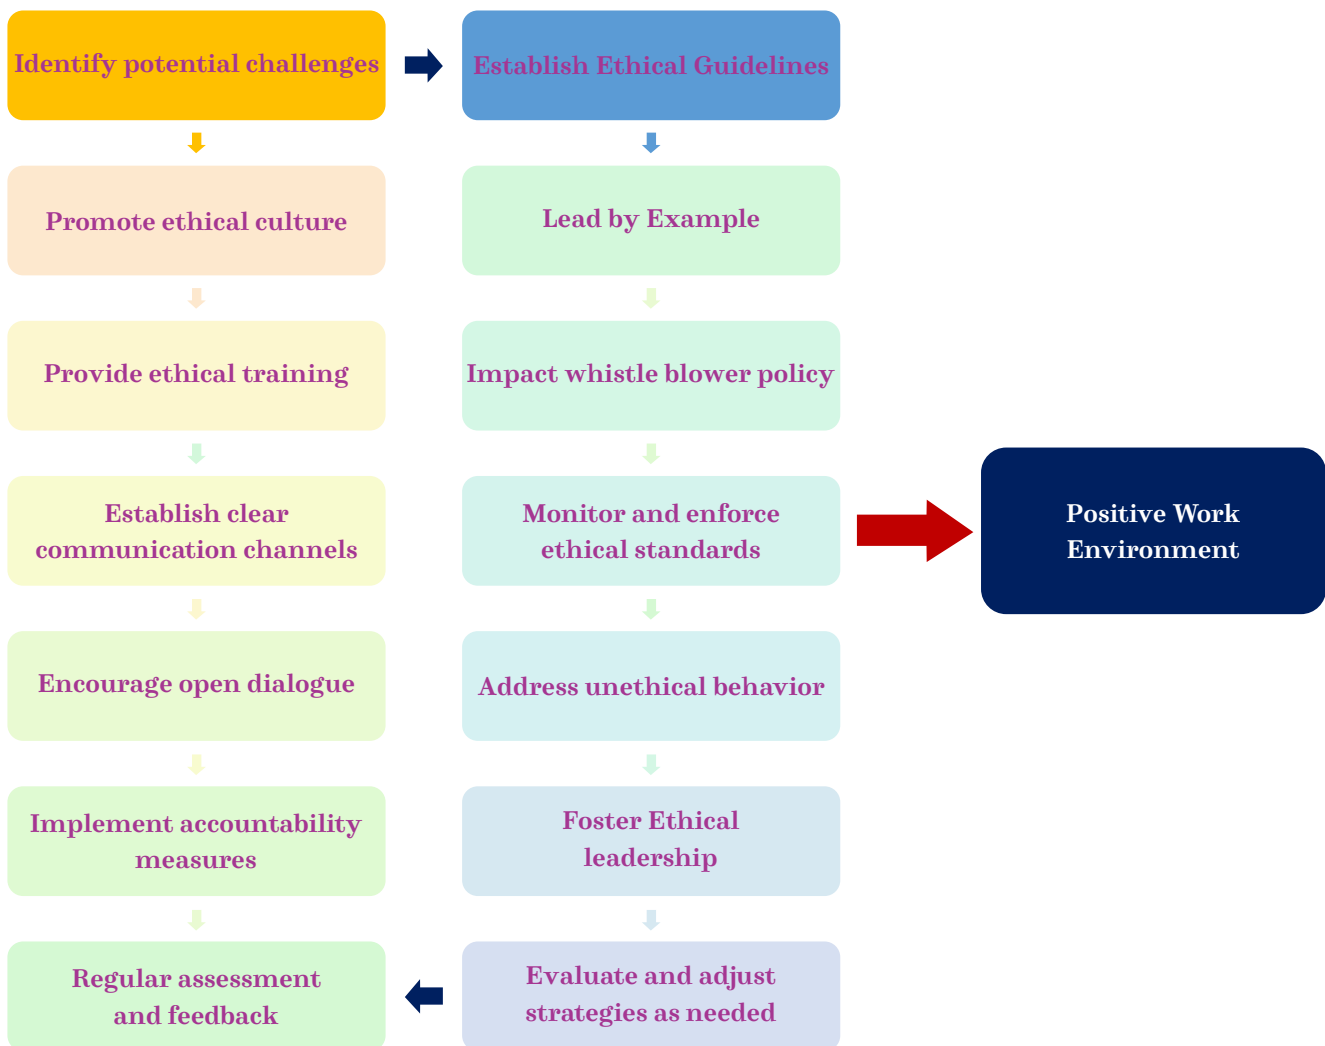 Identify potential challenges
Establish Ethical Guidelines
Promote ethical culture
Lead by Example
Provide ethical training
Impact whistle blower policy
Establish clear
communication channels
Monitor and enforce
ethical standards
Positive Work
Environment
Encourage open dialogue
Address unethical behavior
Implement accountability
measures
Foster Ethical
leadership
Regular assessment
and feedback
Evaluate and adjust
strategies as needed